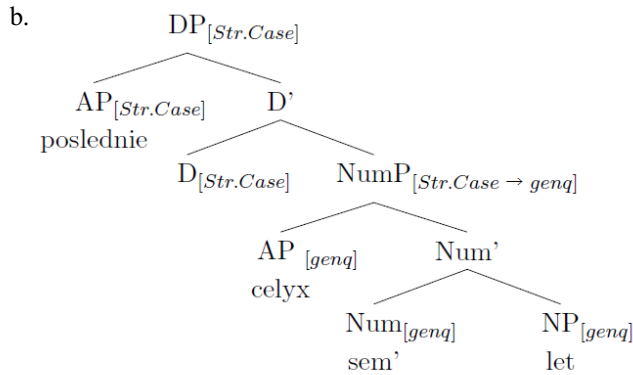 b.
DP[Str.Case]
AP[Str.Case] D’
poslednie
D[Str.Case] NumP[Str.Case → genq]
AP [genq] Num’
celyx
Num[genq] NP[genq]
sem’ let